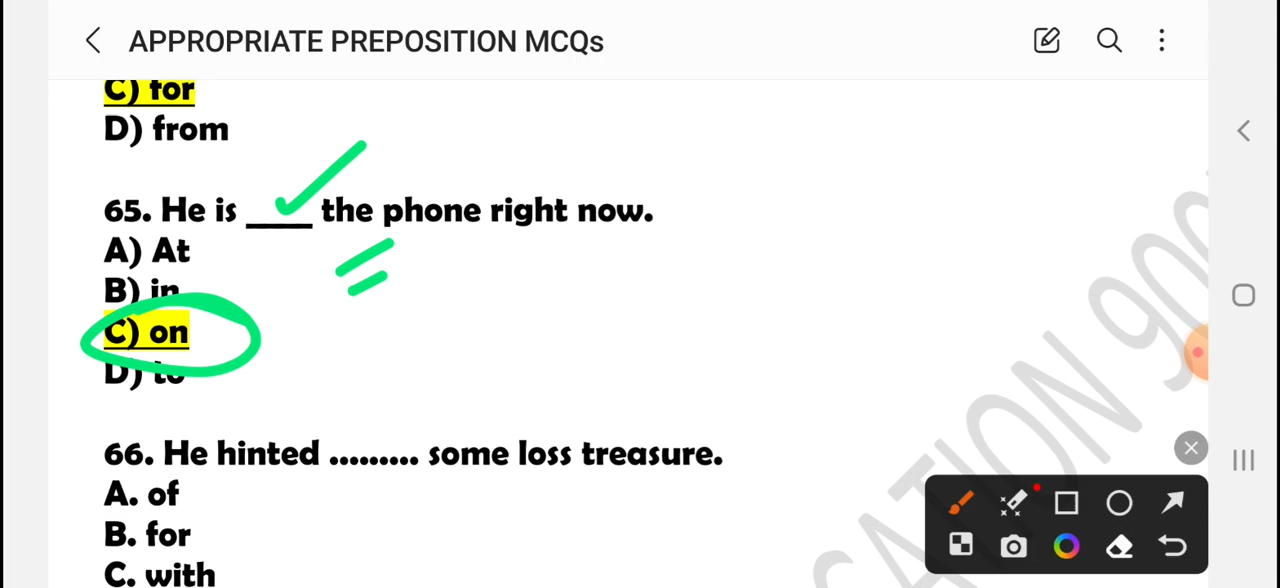 APPROPRIATE PREPOSITION MCQs
C) for
D) from
65. He is ____ the phone right now.
A) At
B) in
C) on
D) to
66. He hinted ......... some loss treasure.
A. of
B. for
C. with